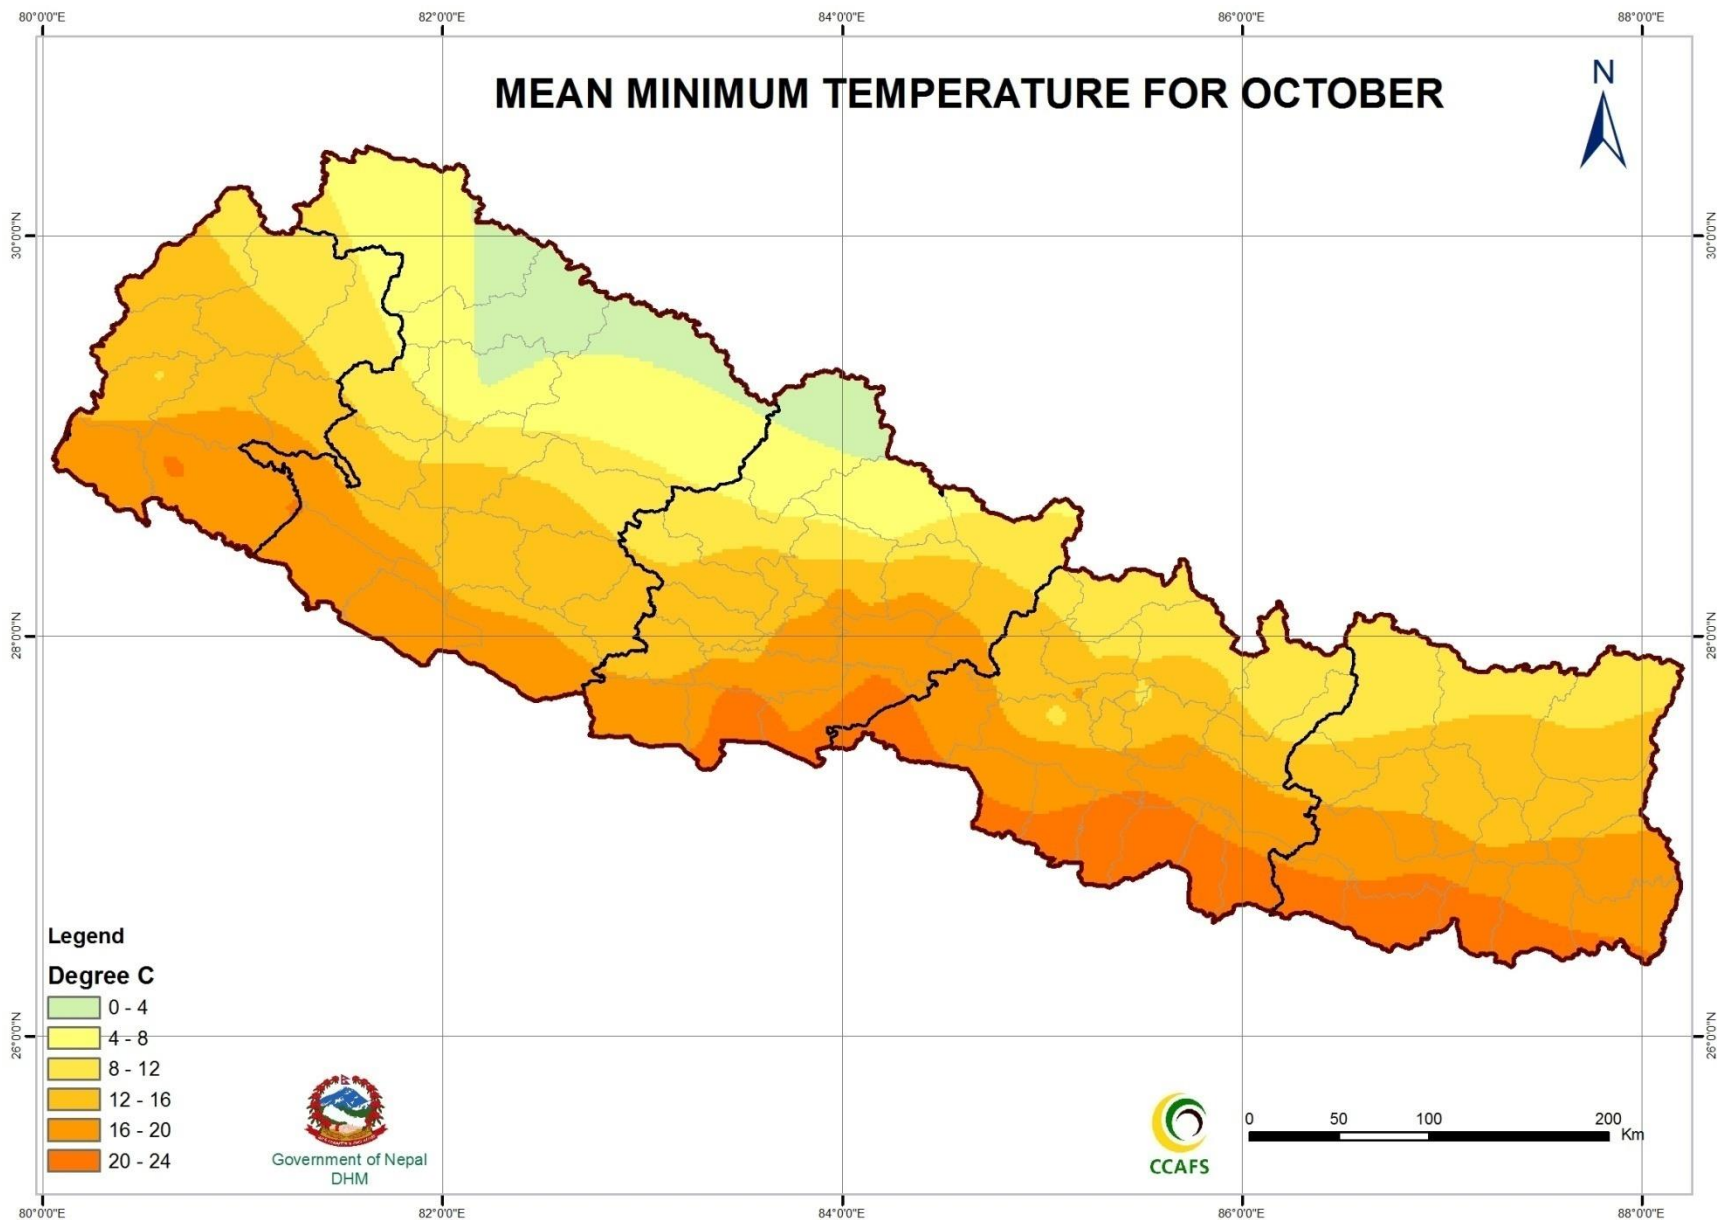 80°0'0"E 82°0'0"E 84°0'0"E 86°0'0"E 88°0'0"E
MEAN MINIMUM TEMPERATURE FOR OCTOBER
N
30°0'0"N 30°0'0"N
28°0'0"N 28°0'0"N
26°0'0"N 26°0'0"N
Legend
Degree C
0 - 4
4 - 8
8 - 12
12 - 16
16 - 20
20 - 24
Government of Nepal
DHM
CCAFS
0 50 100 200
Km
80°0'0"E 82°0'0"E 84°0'0"E 86°0'0"E 88°0'0"E